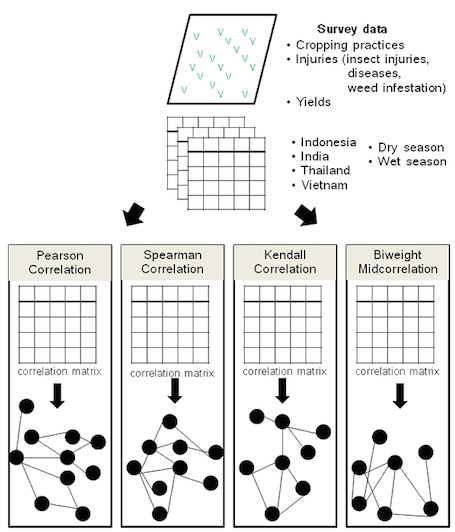 Survey data
• Cropping practices
• Injuries (insect injuries,
diseases,
weed infestation)
• Yields
• Indonesia
• India
• Thailand
• Vietnam
• Dry season
• Wet season
Pearson
Correlation
correlation matrix
Spearman
Correlation
correlation matrix
Kendall
Correlation
correlation matrix
Biweight
Midcorrelation
correlation matrix